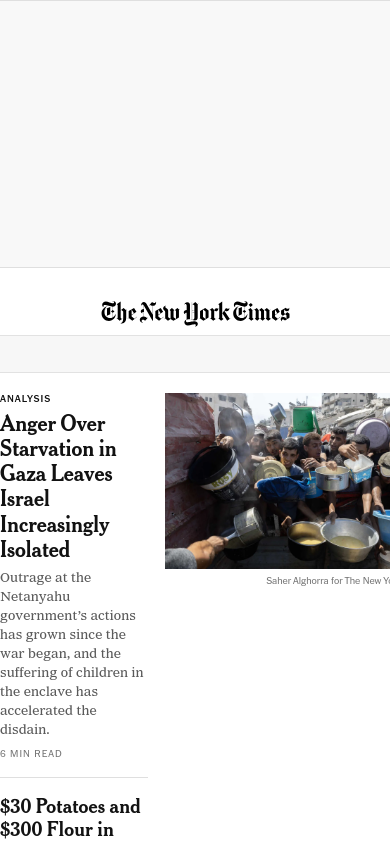 The New York Times
ANALYSIS
Anger Over
Starvation in
Gaza Leaves
Israel
Increasingly
Isolated
Outrage at the
Netanyahu
government’s actions
has grown since the
war began, and the
suffering of children in
the enclave has
accelerated the
disdain.
6 MIN READ
Saher Alghorra for The New Yo
$30 Potatoes and
$300 Flour in